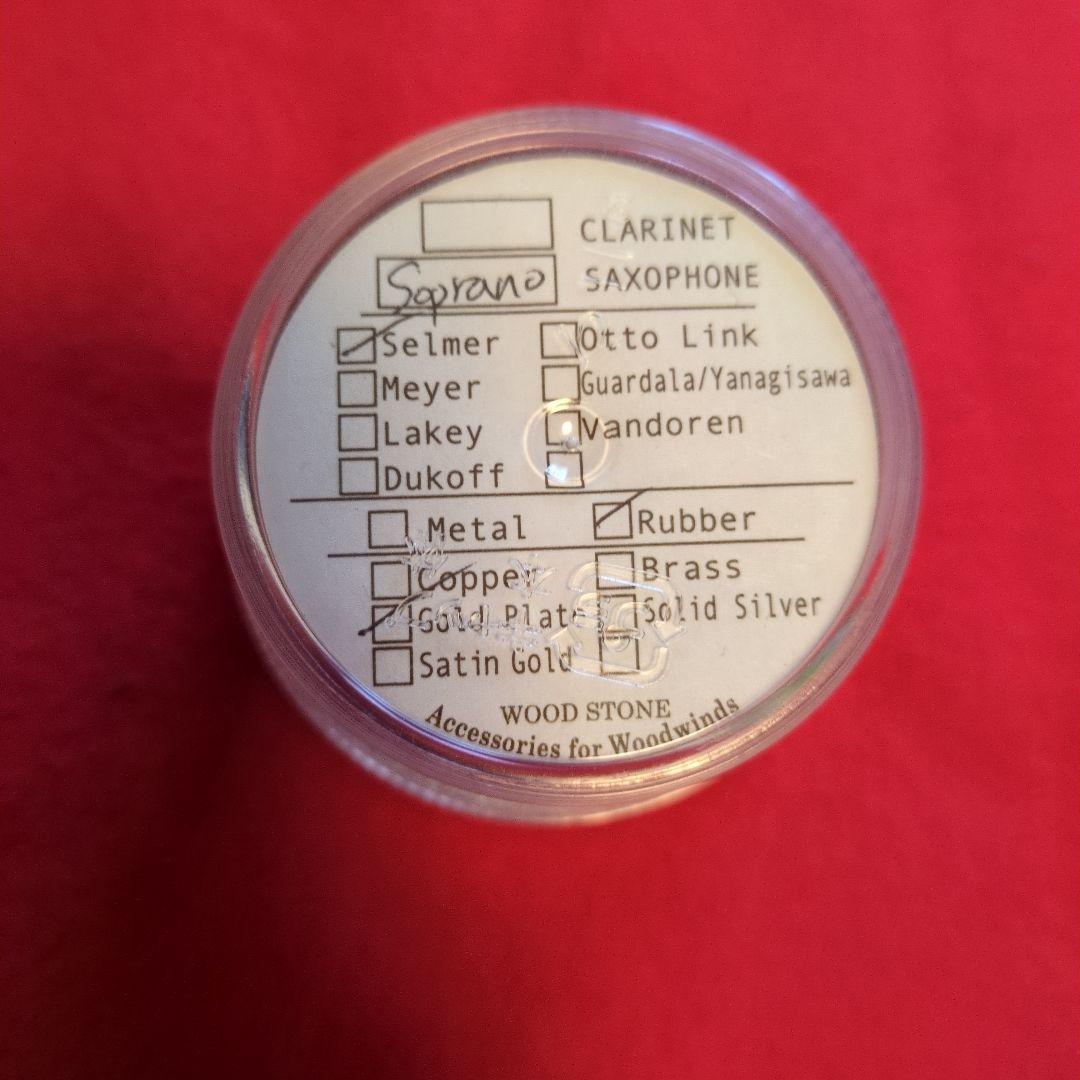 CLARINET
Soprano SAXOPHONE
Selmer Otto Link
Meyer Guardala/Yanagisawa
Lakey Vandoren
Dukoff
Metal Rubber
Copper Brass
Gold Plate Solid Silver
Satin Gold
WOOD STONE
Accessories for Woodwinds